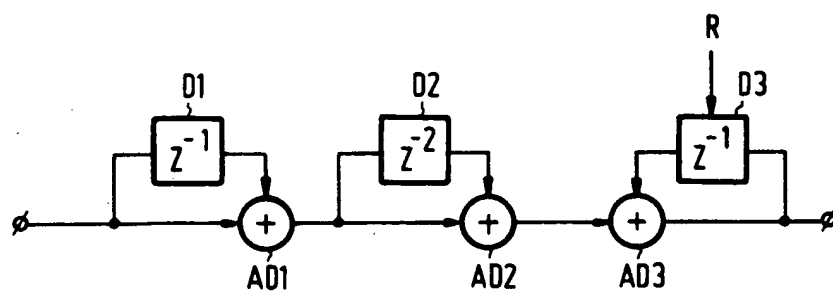 R
D1
D2
D3
Z^-1
Z^-2
Z^-1
+
+
+
AD1
AD2
AD3